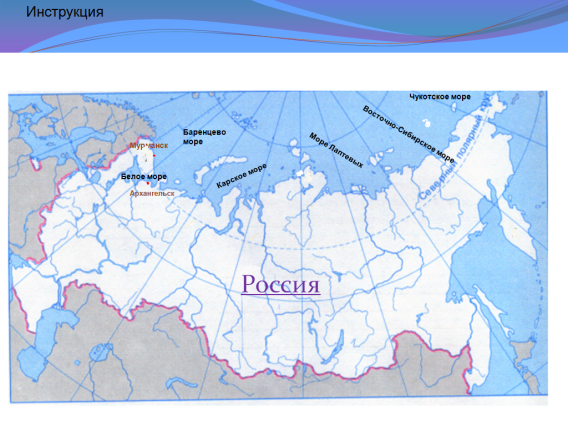 Инструкция
Чукотское море
Восточно-Сибирское море
Баренцево
море
Море Лаптевых
Мурманск
Карское море
Белое море
Архангельск
Северный полярный круг
Россия